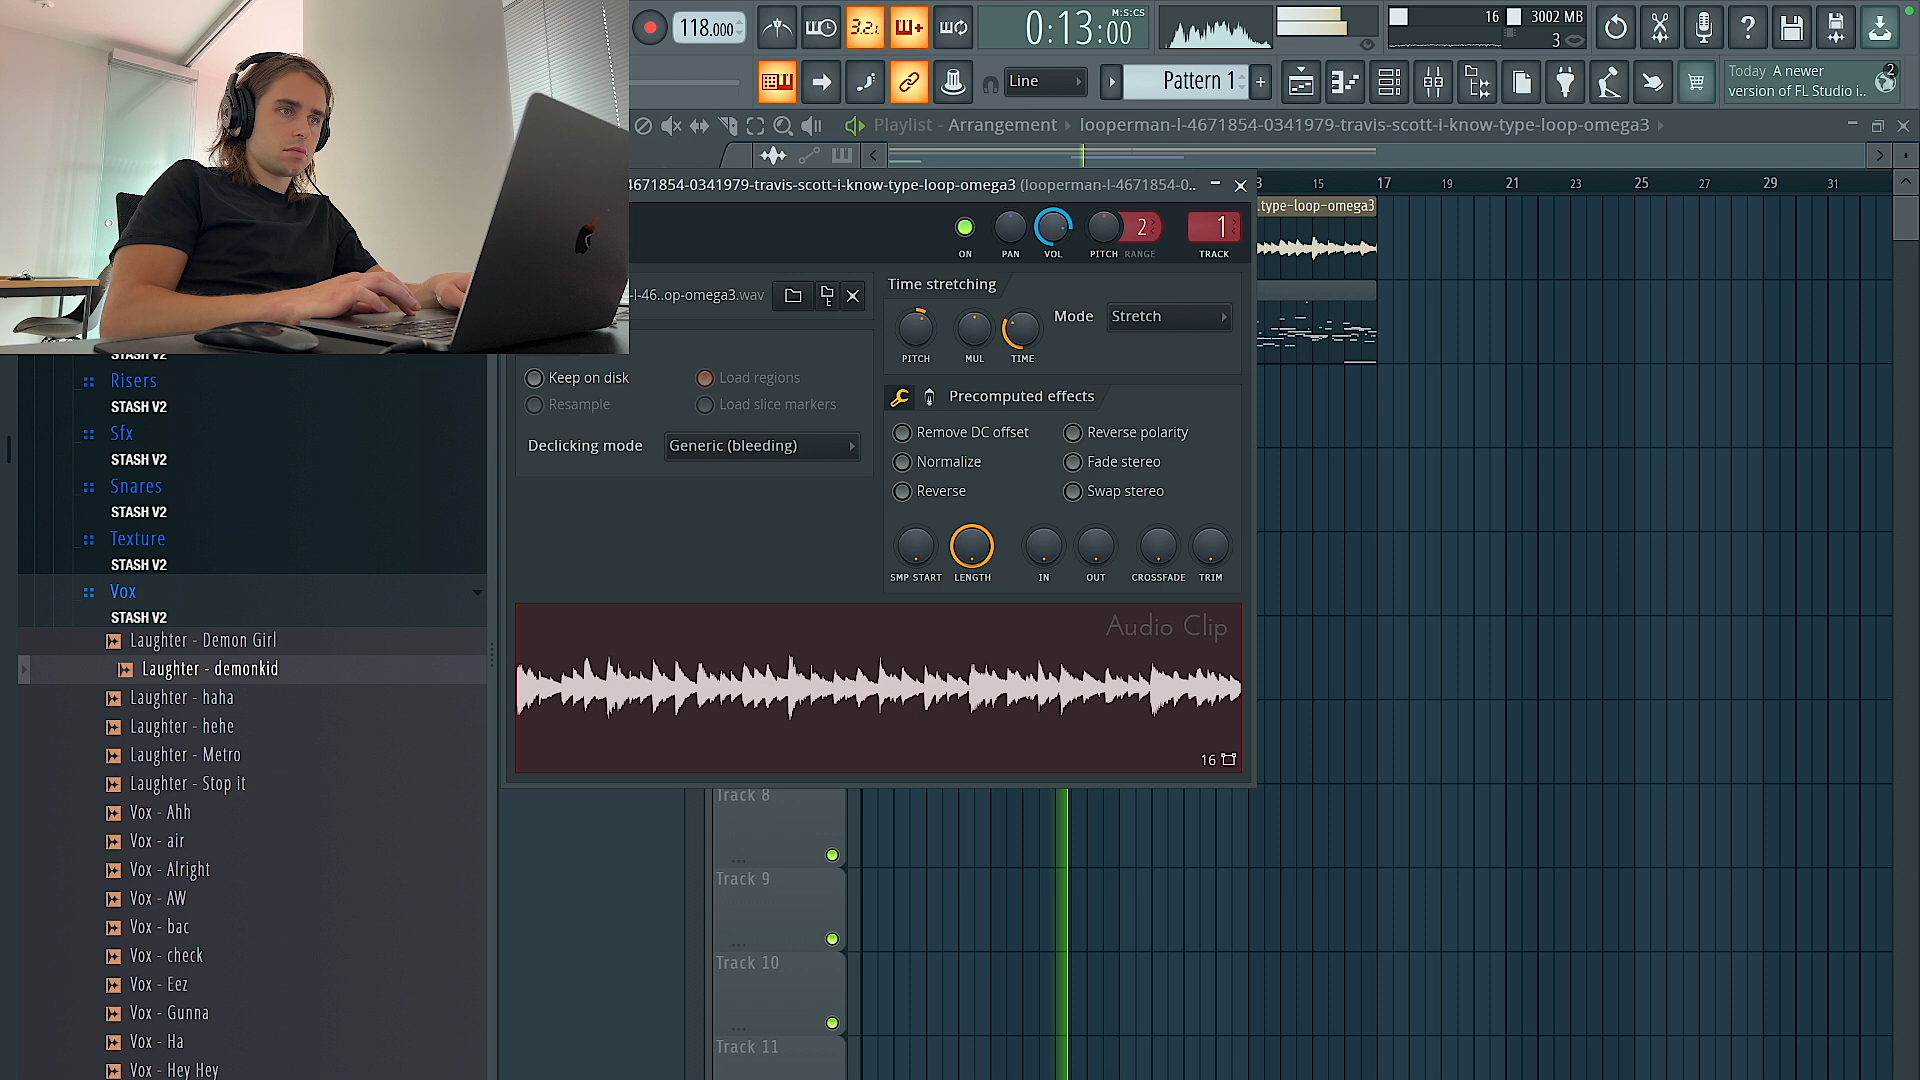 118.000
3.2.1
M:S:CS
0:13:00
16
3002 MB
3
Line
Pattern 1
+
Today A newer
version of FL Studio i..
2
Playlist - Arrangement › looperman-l-4671854-0341979-travis-scott-i-know-type-loop-omega3 ›
4671854-0341979-travis-scott-i-know-type-loop-omega3 (looperman-l-4671854-0..
3 15 17 19 21 23 25 27 29 31
.type-loop-omega3
ON
PAN
VOL
PITCH
2
RANGE
1
TRACK
-l-46..op-omega3.wav
Time stretching
PITCH
MUL
TIME
Mode
Stretch
Keep on disk
Load regions
Resample
Load slice markers
Declicking mode
Generic (bleeding)
Precomputed effects
Remove DC offset
Reverse polarity
Normalize
Fade stereo
Reverse
Swap stereo
SMP START
LENGTH
IN
OUT
CROSSFADE
TRIM
Audio Clip
16
Track 8
...
Track 9
...
Track 10
...
Track 11
STASH V2
Risers
STASH V2
Sfx
STASH V2
Snares
STASH V2
Texture
STASH V2
Vox
STASH V2
Laughter - Demon Girl
Laughter - demonkid
Laughter - haha
Laughter - hehe
Laughter - Metro
Laughter - Stop it
Vox - Ahh
Vox - air
Vox - Alright
Vox - AW
Vox - bac
Vox - check
Vox - Eez
Vox - Gunna
Vox - Ha
Vox - Hey Hey